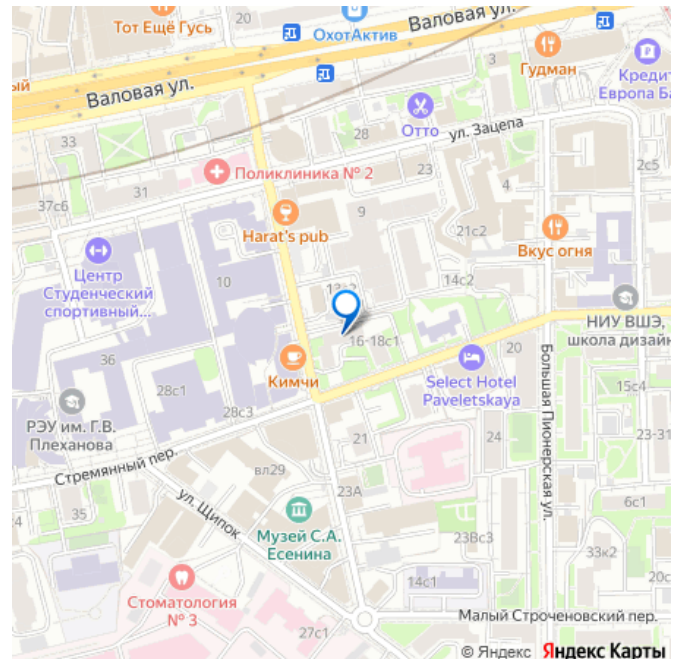 Тот Ещё Гусь
20
ОхотАктив
Валовая ул.
Валовая ул.
Гудман
Кредит
Европа Ба
33
28
Отто
ул. Зацепа
Поликлиника № 2
31
23
2с5
37с6
4
9
Harat's pub
21с2
Вкус огня
Центр
Студенческий
спортивный...
10
14с2
НИУ ВШЭ,
школа дизайн
16-18с1
36
Кимчи
Select Hotel
Paveletskaya
20
28с1
15с4
РЭУ им. Г.В.
Плеханова
28с3
Большая Пионерская ул.
21
24
23-31
Стремянный пер.
вл29
23А
ул. Щипок
6с1
35
Музей С.А.
Есенина
23Вс3
33к2
14с1
20с
Стоматология
№ 3
Малый Строченовский пер.
27с1
© Яндекс Яндекс Карты